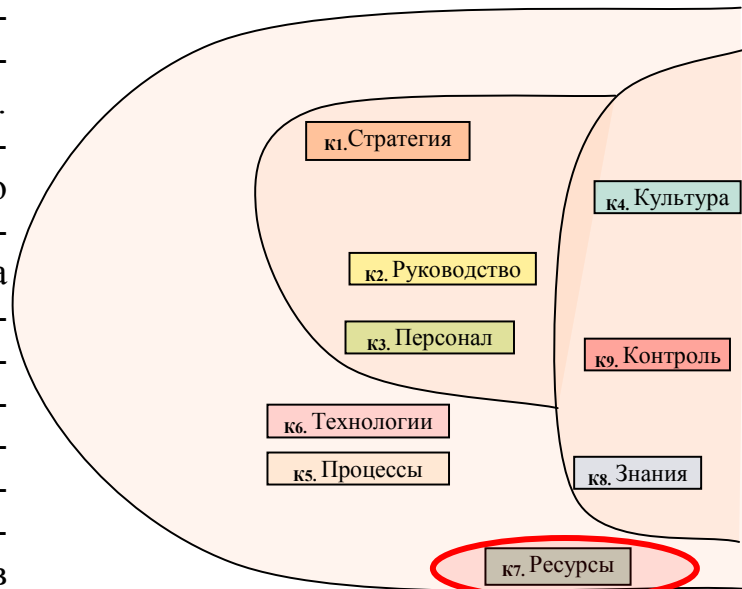 К1. Стратегия
К4. Культура
К2. Руководство
К3. Персонал
К9. Контроль
К6. Технологии
К5. Процессы
К8. Знания
К7. Ресурсы